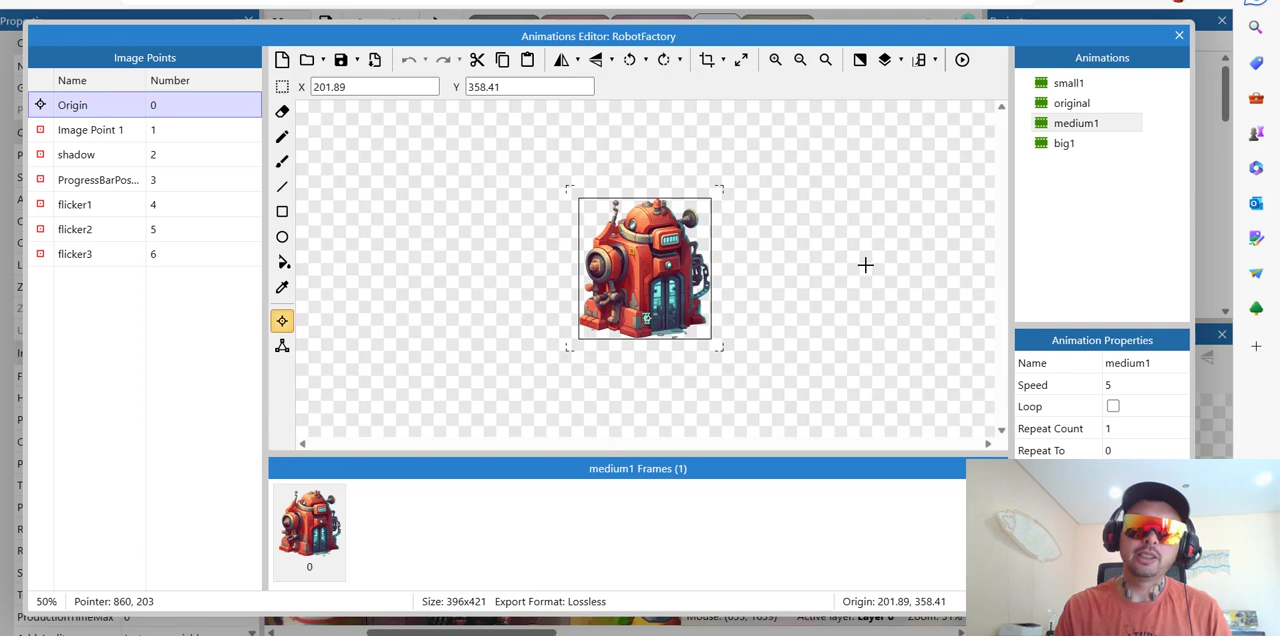 Animations Editor: RobotFactory
Image Points
Name Number
Origin 0
Image Point 1 1
shadow 2
ProgressBarPos... 3
flicker1 4
flicker2 5
flicker3 6
X 201.89 Y 358.41
Animations
small1
original
medium1
big1
Animation Properties
Name medium1
Speed 5
Loop
Repeat Count 1
Repeat To 0
medium1 Frames (1)
0
50% Pointer: 860, 203 Size: 396x421 Export Format: Lossless Origin: 201.89, 358.41
ProductionTimeMax 0